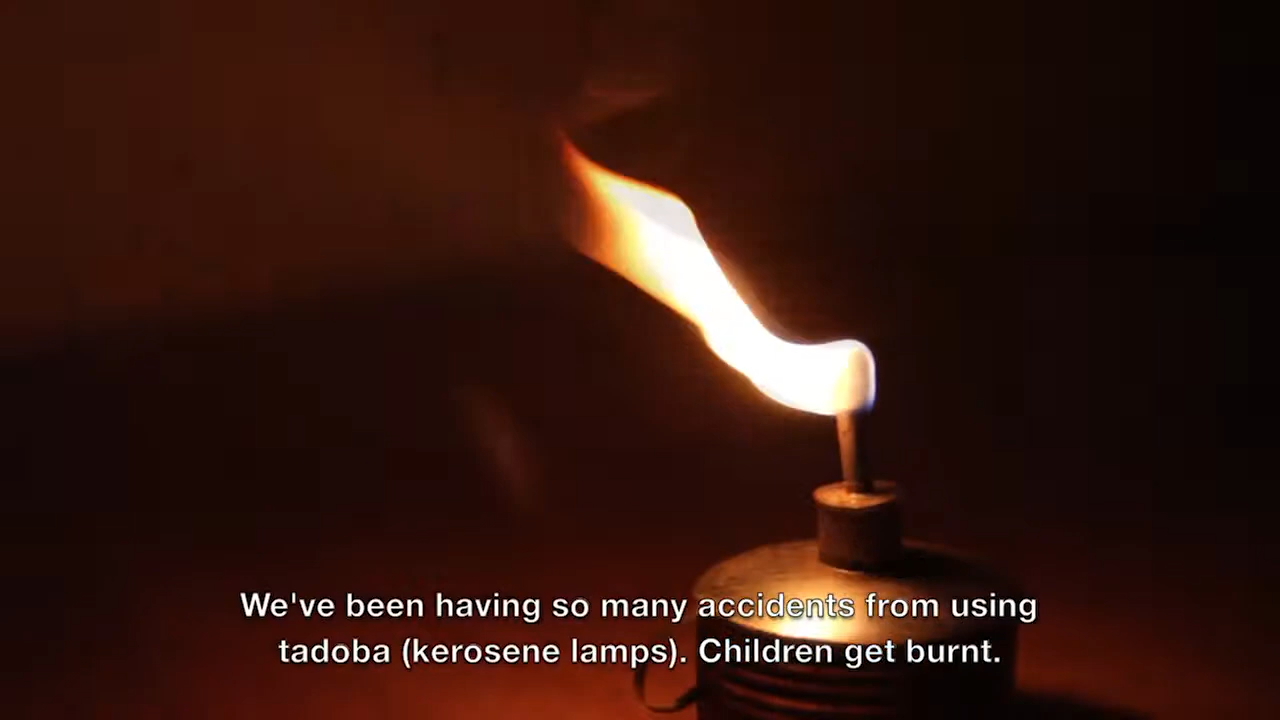 We've been having so many accidents from using
tadoba (kerosene lamps). Children get burnt.